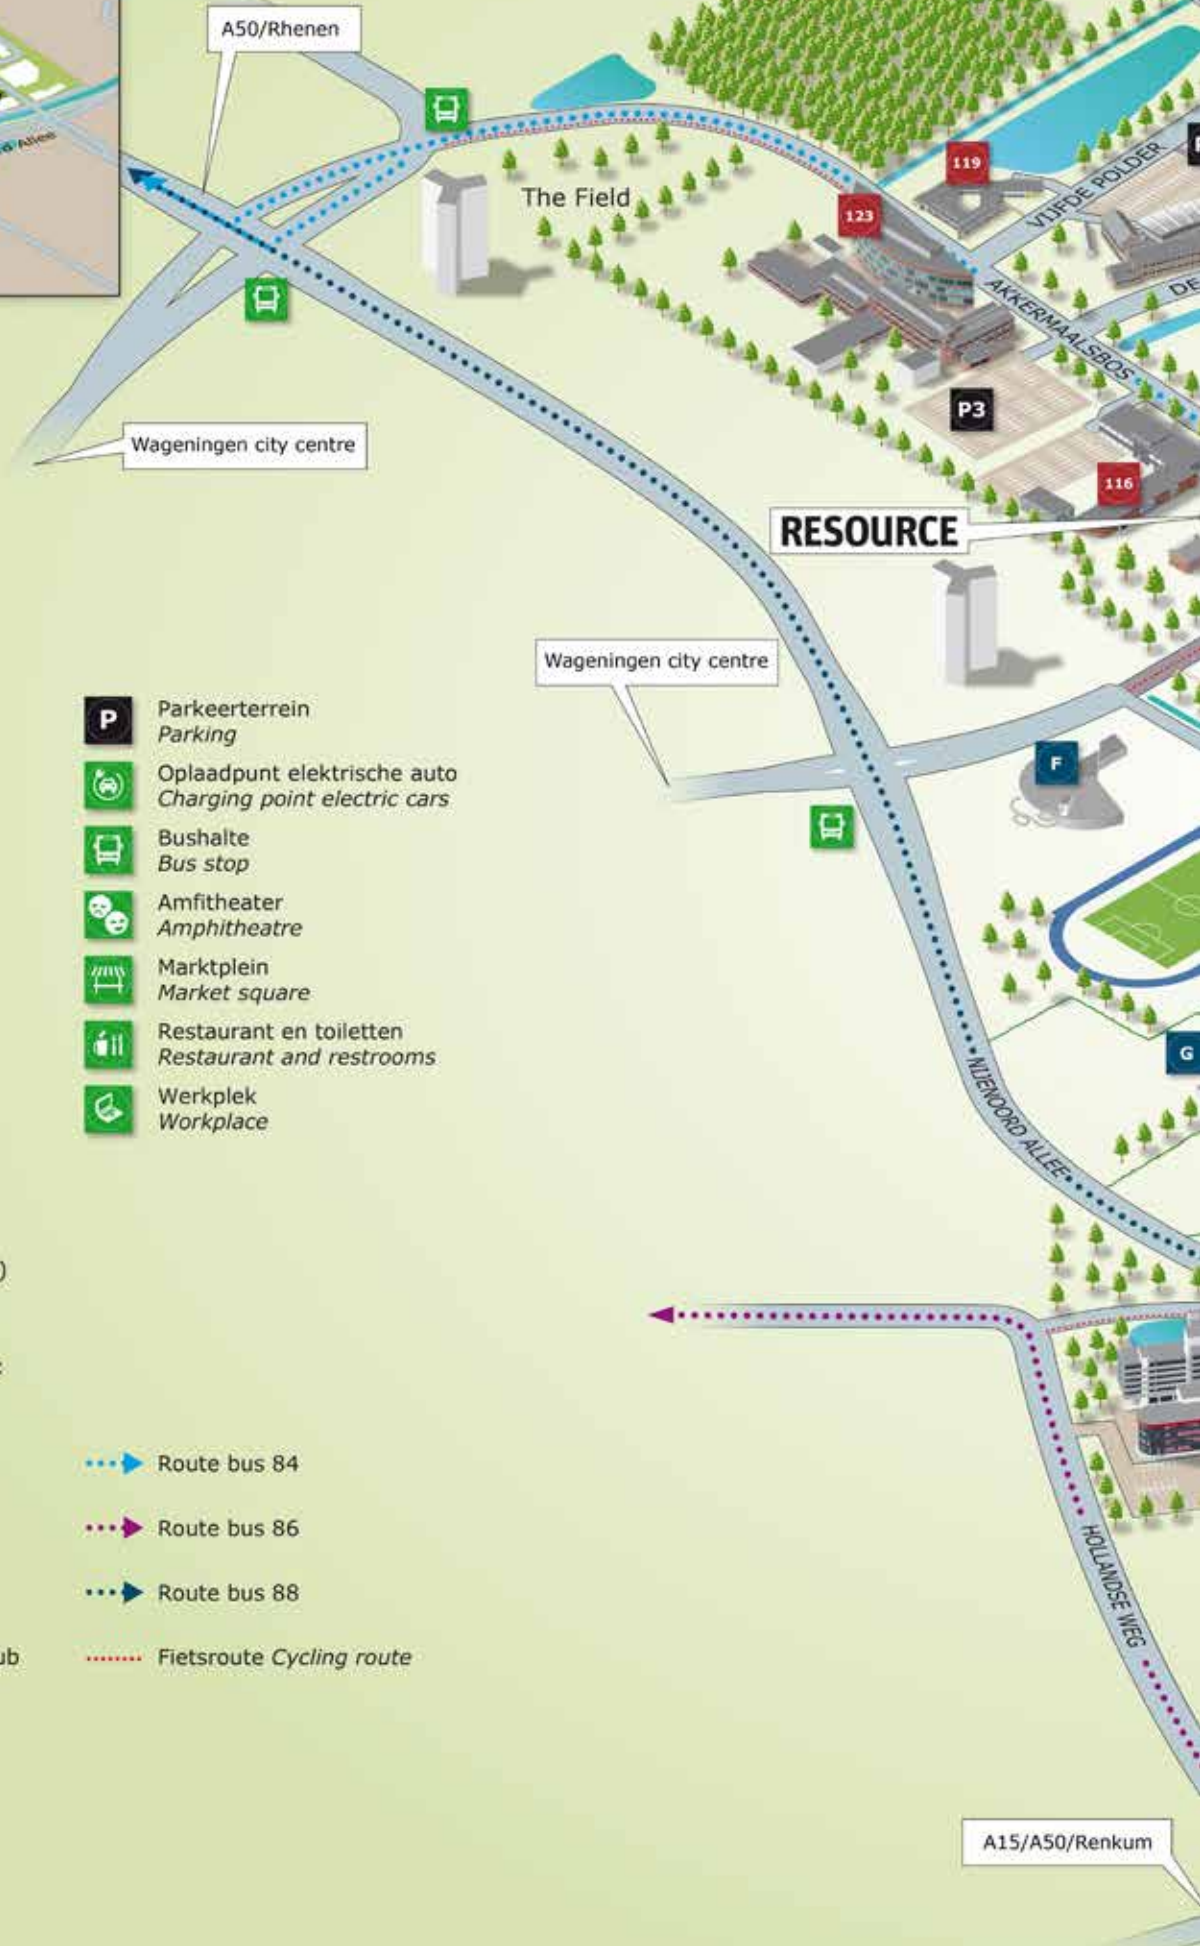 A50/Rhenen
The Field
119
VIJFDE POLDER
123
AKKERMAALSBOS
P3
Wageningen city centre
116
RESOURCE
Wageningen city centre
F
P
Parkeerterrein
Parking
Oplaadpunt elektrische auto
Charging point electric cars
Bushalte
Bus stop
Amfitheater
Amphitheatre
Marktplein
Market square
Restaurant en toiletten
Restaurant and restrooms
Werkplek
Workplace
G
NIJENOORD ALLEE
Route bus 84
Route bus 86
Route bus 88
Fietsroute Cycling route
HOLLANDSE WEG
A15/A50/Renkum